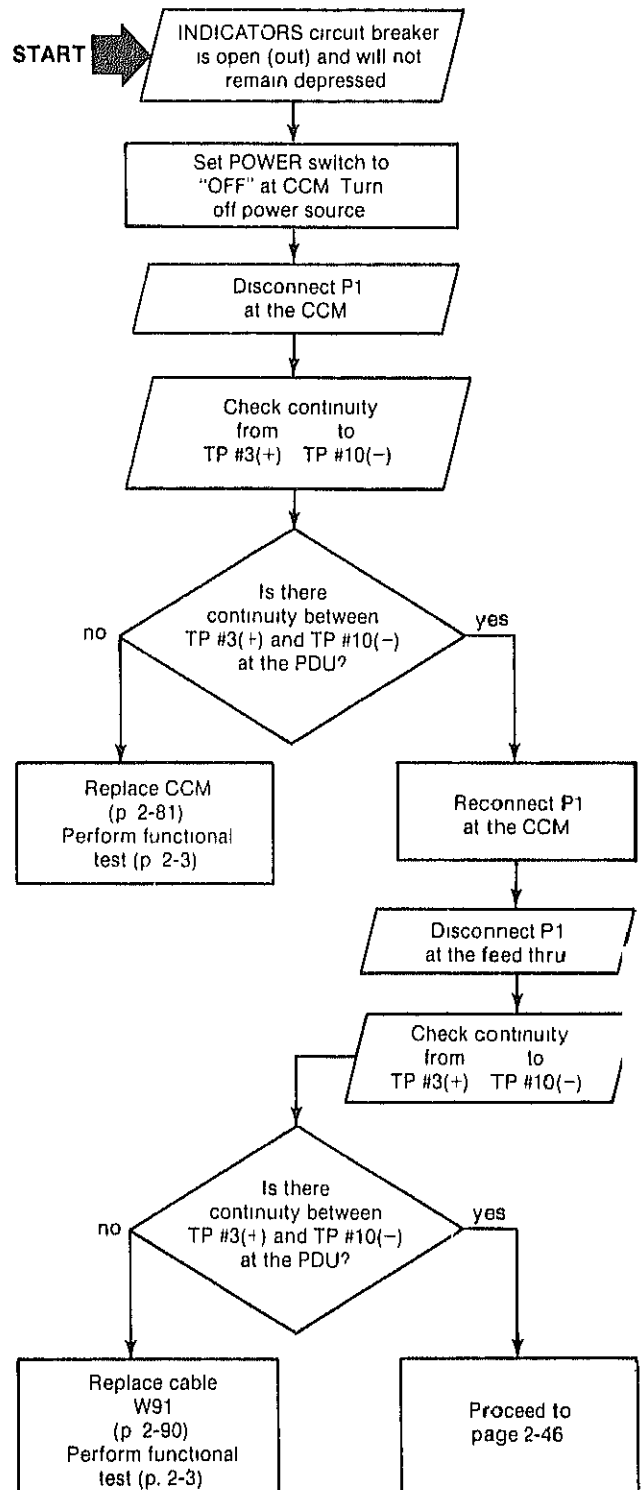 START
INDICATORS circuit breaker
is open (out) and will not
remain depressed
Set POWER switch to
"OFF" at CCM Turn
off power source
Disconnect P1
at the CCM
Check continuity
from to
TP #3(+) TP #10(−)
Is there
continuity between
TP #3(+) and TP #10(−)
at the PDU?
no
yes
Replace CCM
(p 2-81)
Perform functional
test (p 2-3)
Reconnect P1
at the CCM
Disconnect P1
at the feed thru
Check continuity
from to
TP #3(+) TP #10(−)
Is there
continuity between
TP #3(+) and TP #10(−)
at the PDU?
no
yes
Replace cable
W91
(p 2-90)
Perform functional
test (p. 2-3)
Proceed to
page 2-46